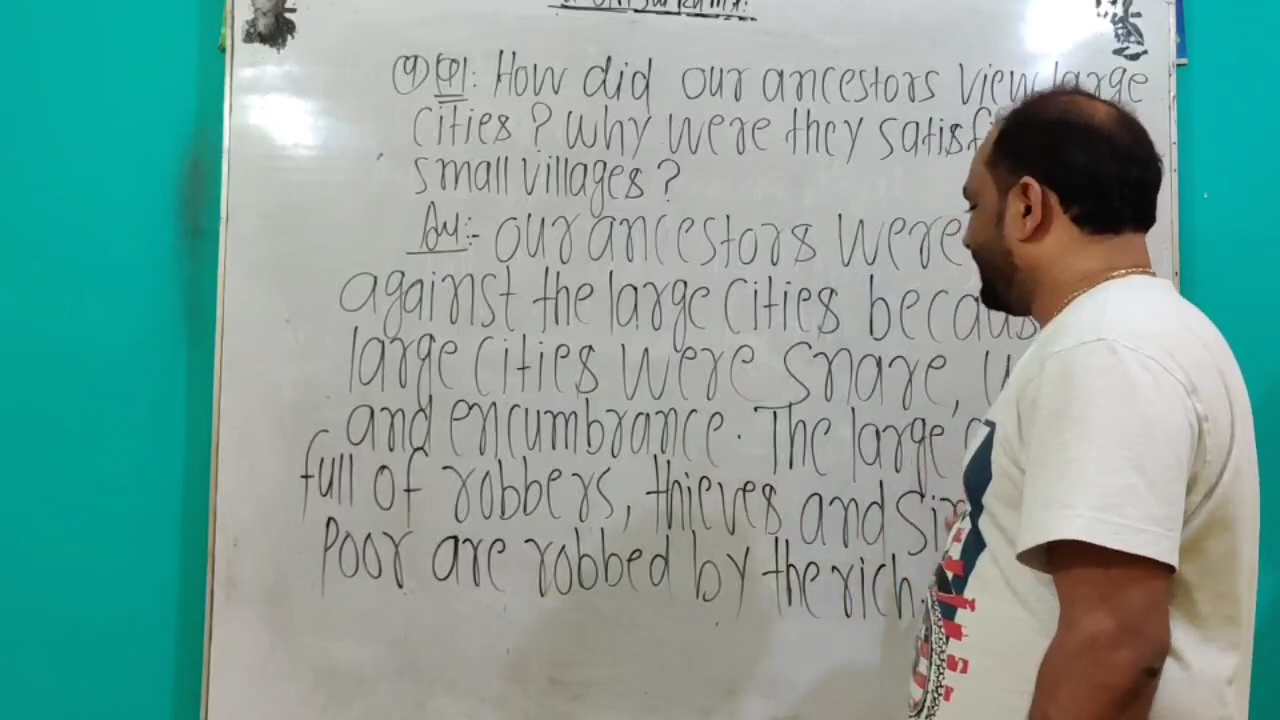 9 Q1: How did our ancestors view large
cities? Why were they
small villages?
Ans:- Our ancestors were
against the large cities
large cities were snare,
and encumbrance. The large
full of robbers, thieves and
Poor are robbed by the rich.